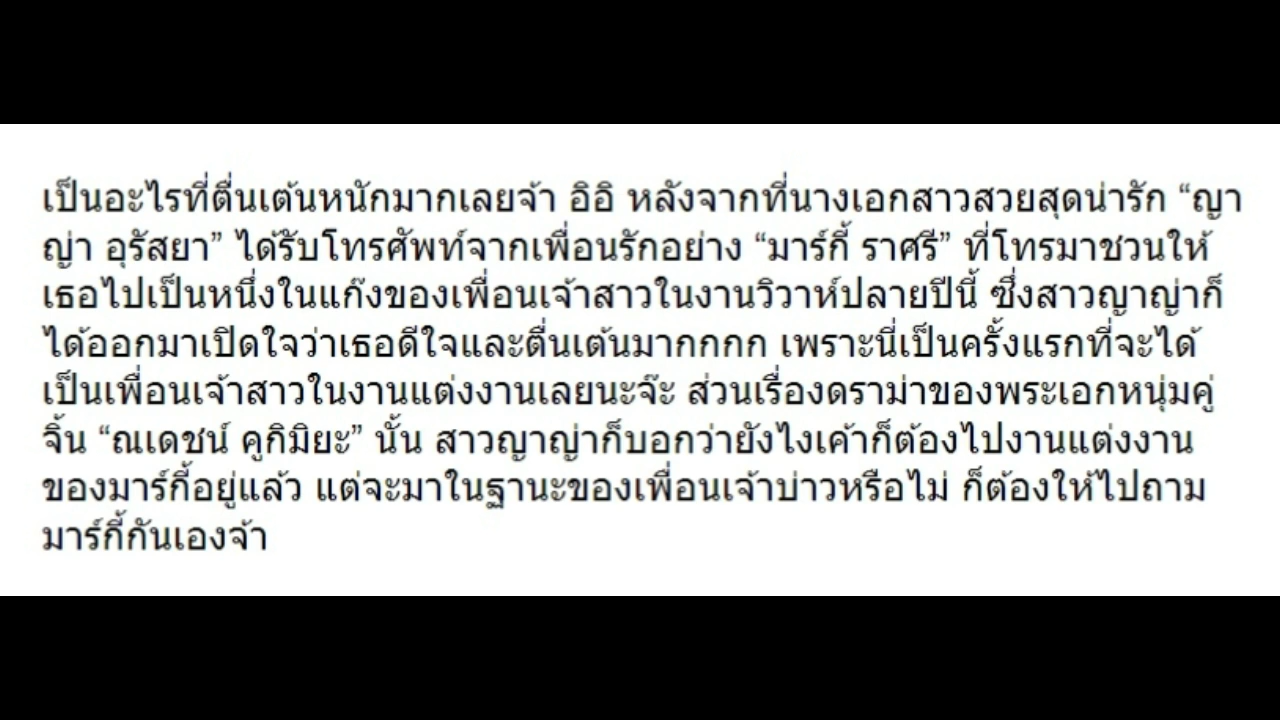 เป็นอะไรที่ตื่นเต้นหนักมากเลยจ้า อิอิ หลังจากที่นางเอกสาวสวยสุดน่ารัก “ญา
ญ่า อุรัสยา” ได้รับโทรศัพท์จากเพื่อนรักอย่าง “มาร์กี้ ราศรี” ที่โทรมาชวนให้
เธอไปเป็นหนึ่งในแก๊งของเพื่อนเจ้าสาวในงานวิวาห์ปลายปีนี้ ซึ่งสาวญาญ่าก็
ได้ออกมาเปิดใจว่าเธอดีใจและตื่นเต้นมากกกก เพราะนี่เป็นครั้งแรกที่จะได้
เป็นเพื่อนเจ้าสาวในงานแต่งงานเลยนะจ๊ะ ส่วนเรื่องดราม่าของพระเอกหนุ่มคู่
จิ้น “ณเดชน์ คูกิมิยะ” นั้น สาวญาญ่าก็บอกว่ายังไงเค้าก็ต้องไปงานแต่งงาน
ของมาร์กี้อยู่แล้ว แต่จะมาในฐานะของเพื่อนเจ้าบ่าวหรือไม่ ก็ต้องให้ไปถาม
มาร์กี้กันเองจ้า